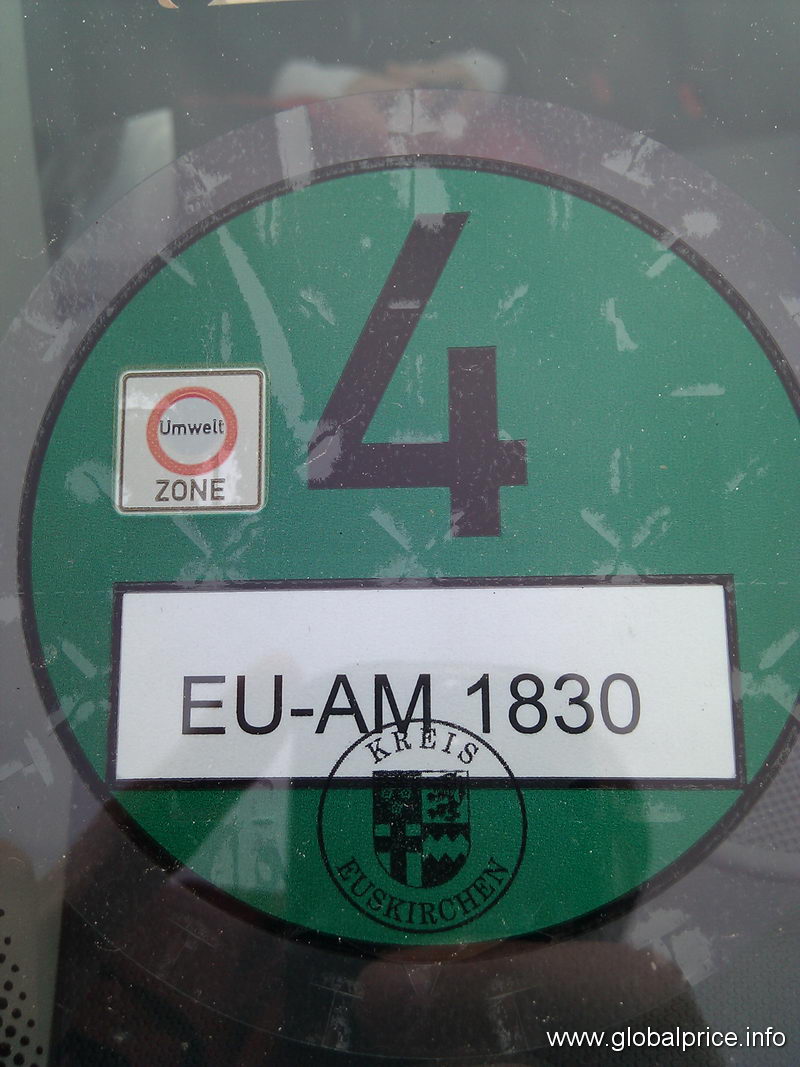 4
Umwelt
ZONE
EU-AM 1830
KREIS
EUSKIRCHEN
www.globalprice.info